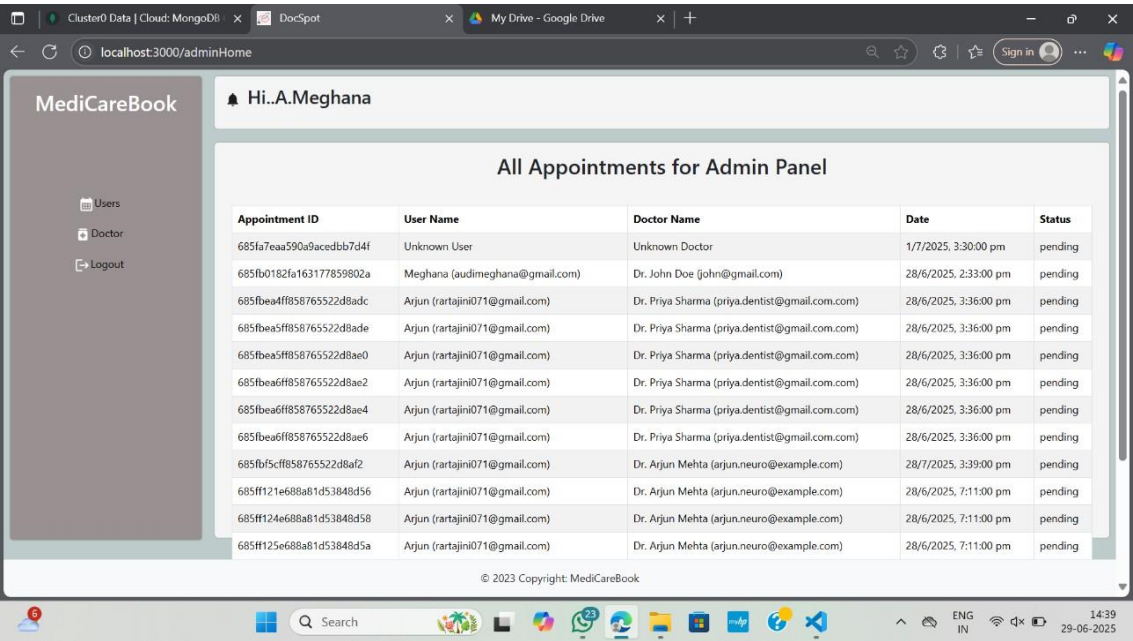 Cluster0 Data | Cloud: MongoDB
DocSpot
My Drive - Google Drive
localhost:3000/adminHome
Sign in
MediCareBook
Hi..A.Meghana
Users
Doctor
Logout
All Appointments for Admin Panel
Appointment ID User Name Doctor Name Date Status
685fa7eaa590a9acedbb7d4f Unknown User Unknown Doctor 1/7/2025, 3:30:00 pm pending
685fb0182fa163177859802a Meghana (audimeghana@gmail.com) Dr. John Doe (john@gmail.com) 28/6/2025, 2:33:00 pm pending
685fbea4ff858765522d8adc Arjun (rartajini071@gmail.com) Dr. Priya Sharma (priya.dentist@gmail.com.com) 28/6/2025, 3:36:00 pm pending
685fbea5ff858765522d8ade Arjun (rartajini071@gmail.com) Dr. Priya Sharma (priya.dentist@gmail.com.com) 28/6/2025, 3:36:00 pm pending
685fbea5ff858765522d8ae0 Arjun (rartajini071@gmail.com) Dr. Priya Sharma (priya.dentist@gmail.com.com) 28/6/2025, 3:36:00 pm pending
685fbea6ff858765522d8ae2 Arjun (rartajini071@gmail.com) Dr. Priya Sharma (priya.dentist@gmail.com.com) 28/6/2025, 3:36:00 pm pending
685fbea6ff858765522d8ae4 Arjun (rartajini071@gmail.com) Dr. Priya Sharma (priya.dentist@gmail.com.com) 28/6/2025, 3:36:00 pm pending
685fbea6ff858765522d8ae6 Arjun (rartajini071@gmail.com) Dr. Priya Sharma (priya.dentist@gmail.com.com) 28/6/2025, 3:36:00 pm pending
685fbf5cff858765522d8af2 Arjun (rartajini071@gmail.com) Dr. Arjun Mehta (arjun.neuro@example.com) 28/7/2025, 3:39:00 pm pending
685ff121e688a81d53848d56 Arjun (rartajini071@gmail.com) Dr. Arjun Mehta (arjun.neuro@example.com) 28/6/2025, 7:11:00 pm pending
685ff124e688a81d53848d58 Arjun (rartajini071@gmail.com) Dr. Arjun Mehta (arjun.neuro@example.com) 28/6/2025, 7:11:00 pm pending
685ff125e688a81d53848d5a Arjun (rartajini071@gmail.com) Dr. Arjun Mehta (arjun.neuro@example.com) 28/6/2025, 7:11:00 pm pending
© 2023 Copyright: MediCareBook
6
Search
23
myhp
ENG
IN
14:39
29-06-2025